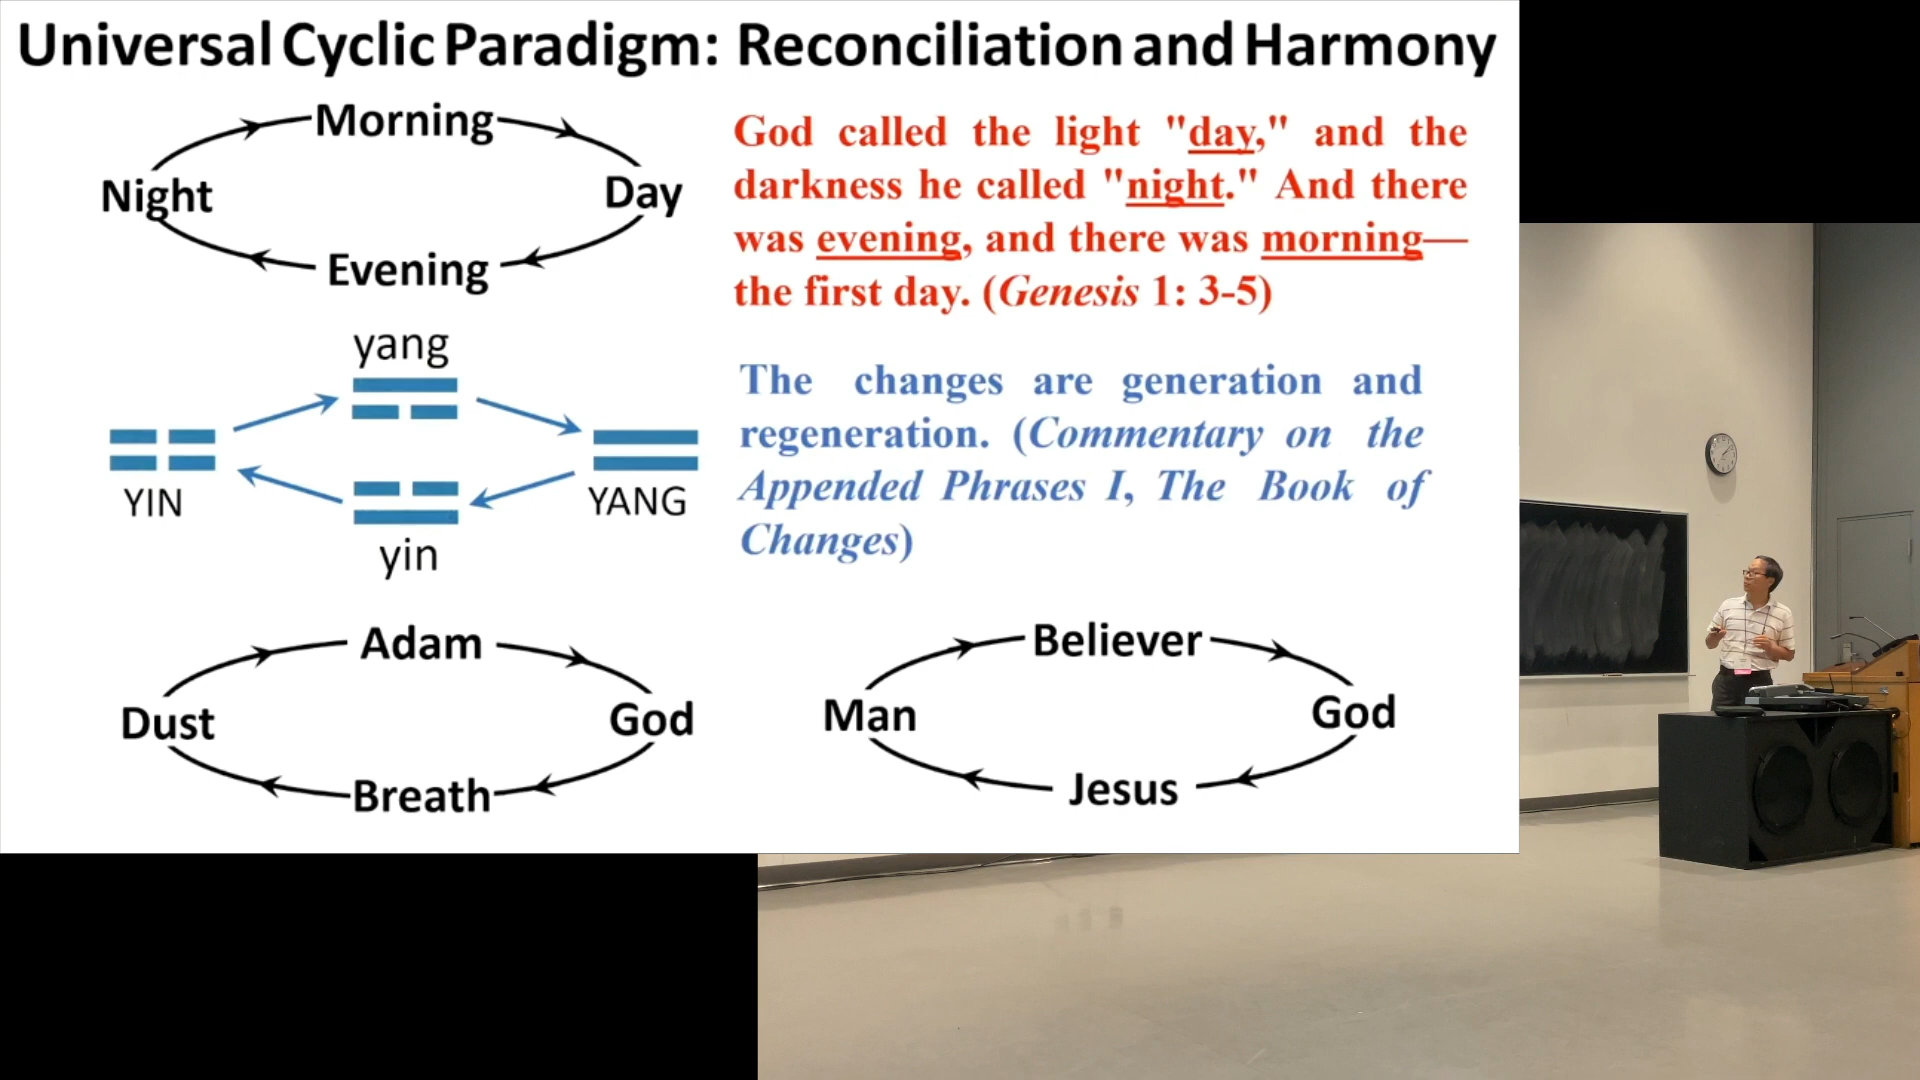 Universal Cyclic Paradigm: Reconciliation and Harmony
Morning
Night
Day
Evening
God called the light "day," and the
darkness he called "night." And there
was evening, and there was morning—
the first day. (Genesis 1: 3-5)
yang
YIN
YANG
yin
The changes are generation and
regeneration. (Commentary on the
Appended Phrases I, The Book of
Changes)
Adam
Dust
God
Breath
Believer
Man
God
Jesus